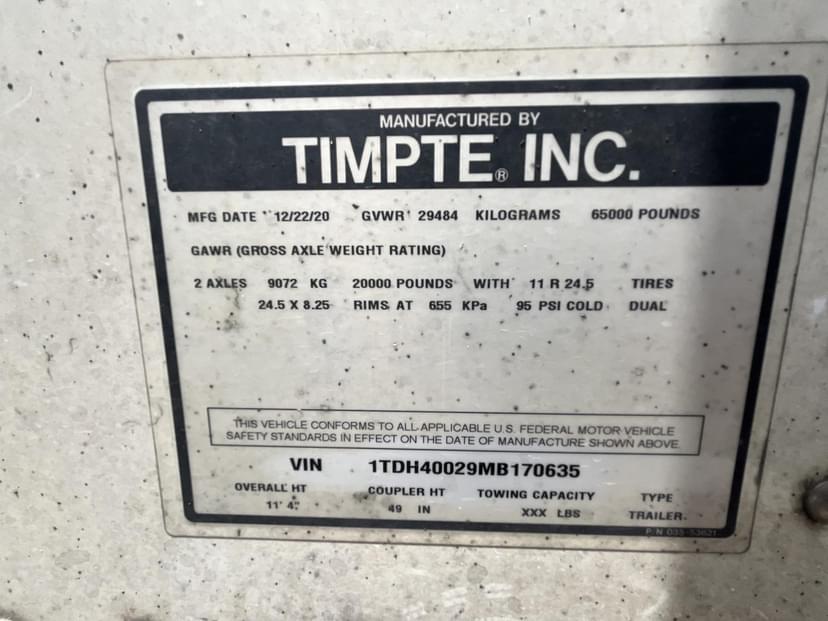 MANUFACTURED BY
TIMPTE® INC.
MFG DATE 12/22/20 GVWR 29484 KILOGRAMS 65000 POUNDS
GAWR (GROSS AXLE WEIGHT RATING)
2 AXLES 9072 KG 20000 POUNDS WITH 11 R 24.5 TIRES
24.5 X 8.25 RIMS AT 655 KPa 95 PSI COLD DUAL
THIS VEHICLE CONFORMS TO ALL APPLICABLE U.S. FEDERAL MOTOR VEHICLE
SAFETY STANDARDS IN EFFECT ON THE DATE OF MANUFACTURE SHOWN ABOVE.
VIN 1TDH40029MB170635
OVERALL HT COUPLER HT TOWING CAPACITY TYPE
11' 4" 49 IN XXX LBS TRAILER
P/N 035-53621